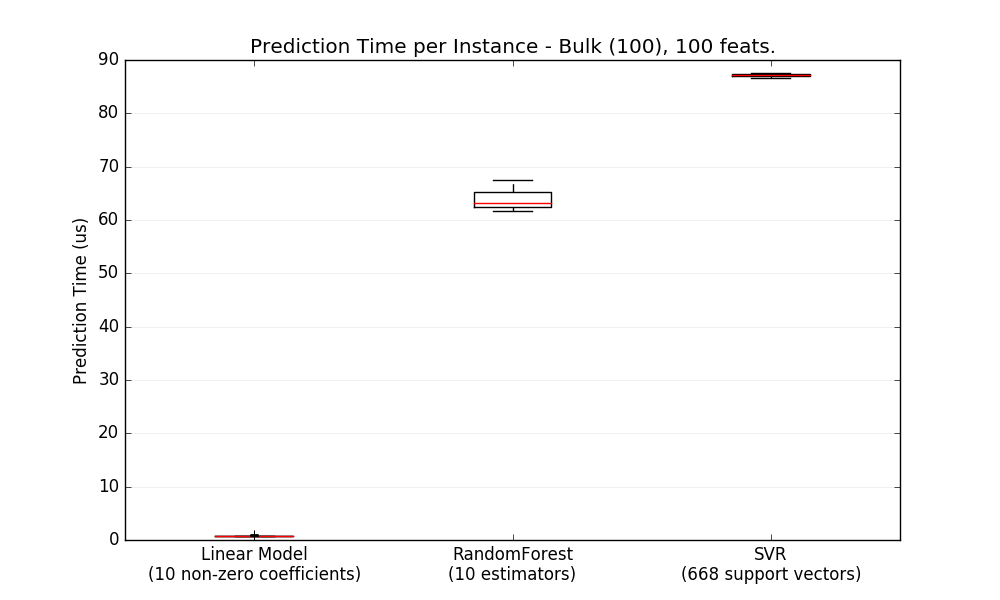 Prediction Time per Instance - Bulk (100), 100 feats.
90
80
70
60
50
40
30
20
10
0
Prediction Time (us)
Linear Model
(10 non-zero coefficients)
RandomForest
(10 estimators)
SVR
(668 support vectors)